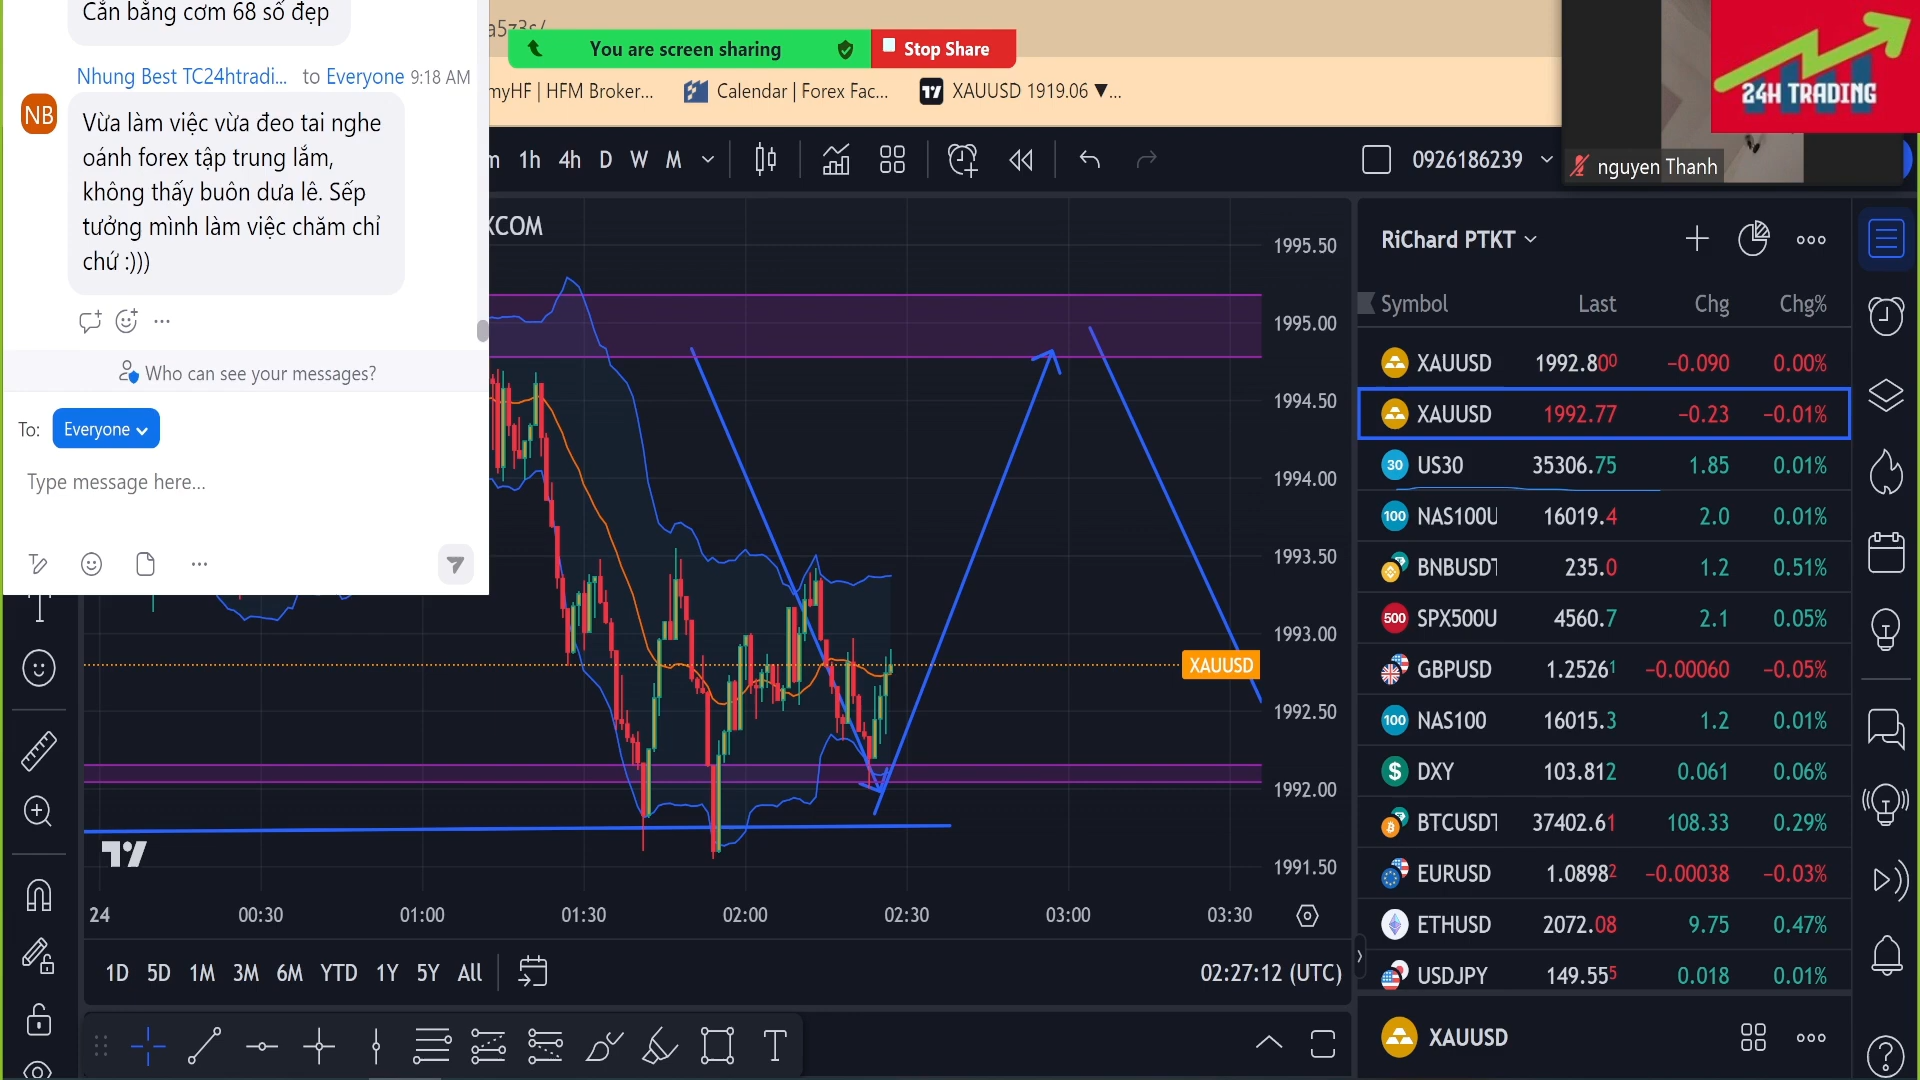 Cần bằng cơm 68 số đẹp
Nhung Best TC24htradi... to Everyone 9:18 AM
NB
Vừa làm việc vừa đeo tai nghe
oánh forex tập trung lắm,
không thấy buôn dưa lê. Sếp
tưởng mình làm việc chăm chỉ
chứ :)))
Who can see your messages?
To: Everyone
Type message here...
a5z3s/
You are screen sharing
Stop Share
myHF | HFM Broker...
Calendar | Forex Fac...
XAUUSD 1919.06 ▼...
24H TRADING
nguyen Thanh
m 1h 4h D W M
0926186239
XCOM
1995.50
1995.00
1994.50
1994.00
1993.50
1993.00
1992.50
1992.00
1991.50
XAUUSD
24 00:30 01:00 01:30 02:00 02:30 03:00 03:30
1D 5D 1M 3M 6M YTD 1Y 5Y All
02:27:12 (UTC)
RiChard PTKT
Symbol Last Chg Chg%
XAUUSD 1992.800 −0.090 0.00%
XAUUSD 1992.77 −0.23 −0.01%
30 US30 35306.75 1.85 0.01%
100 NAS100U 16019.4 2.0 0.01%
BNBUSDT 235.0 1.2 0.51%
500 SPX500U 4560.7 2.1 0.05%
GBPUSD 1.25261 −0.00060 −0.05%
100 NAS100 16015.3 1.2 0.01%
$ DXY 103.812 0.061 0.06%
BTCUSDT 37402.61 108.33 0.29%
EURUSD 1.08982 −0.00038 −0.03%
ETHUSD 2072.08 9.75 0.47%
USDJPY 149.555 0.018 0.01%
XAUUSD